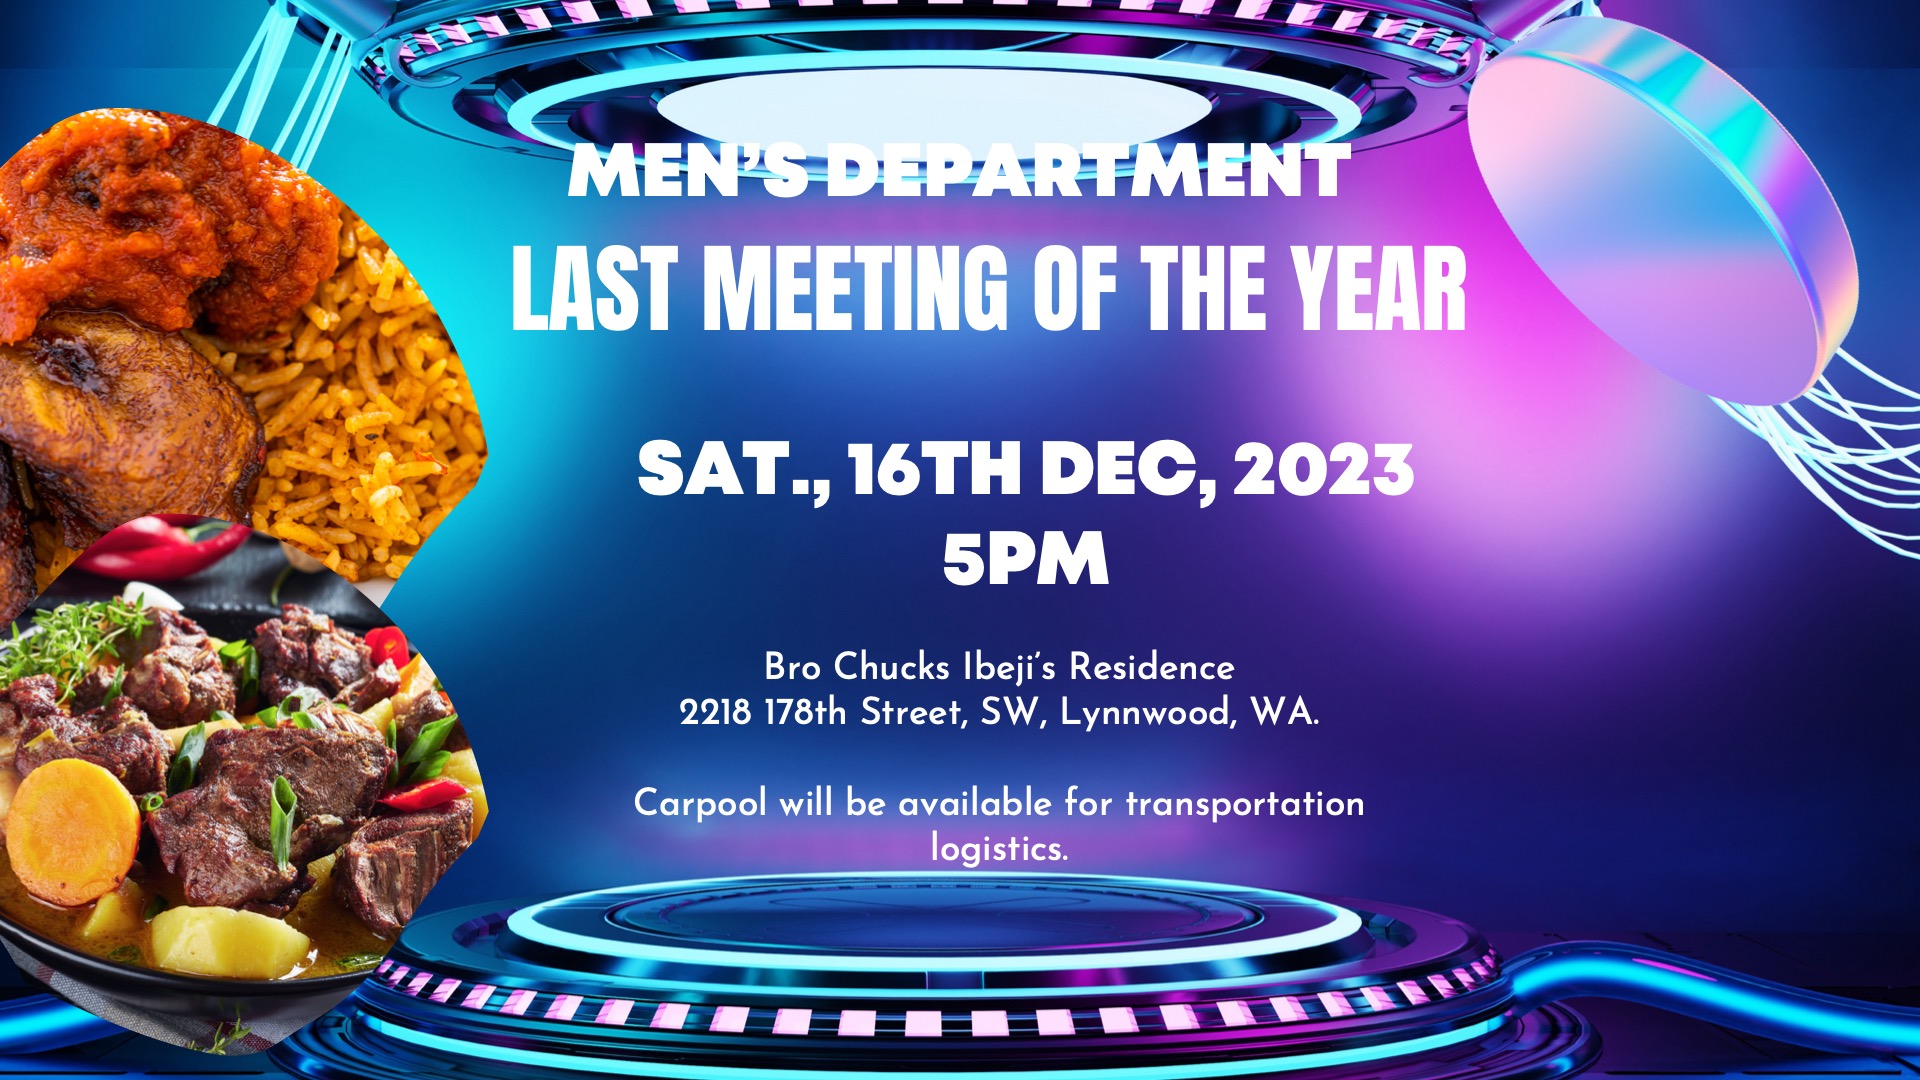 MEN'S DEPARTMENT
LAST MEETING OF THE YEAR
SAT., 16TH DEC, 2023
5PM
Bro Chucks Ibeji's Residence
2218 178th Street, SW, Lynnwood, WA.
Carpool will be available for transportation
logistics.